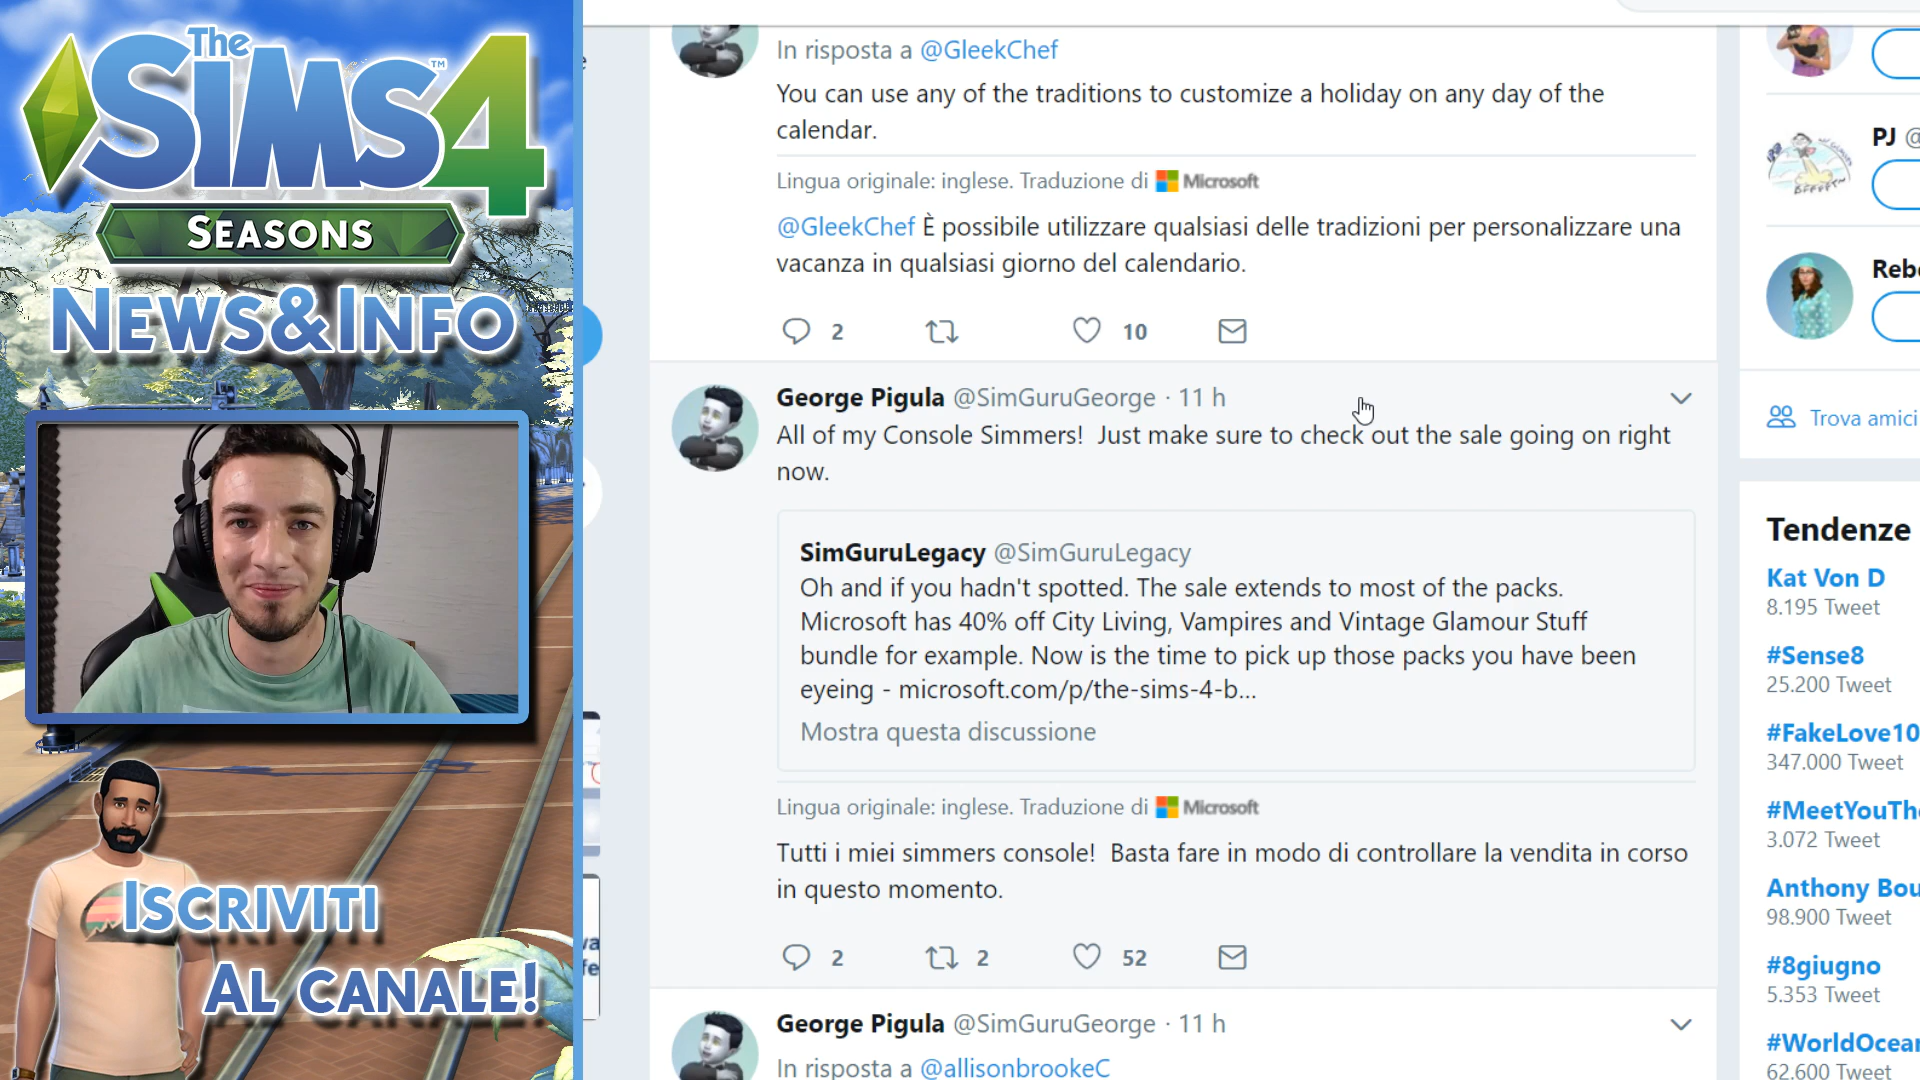 The
SIMS 4
TM
SEASONS
NEWS&INFO
ISCRIVITI
AL CANALE!
In risposta a @GleekChef
You can use any of the traditions to customize a holiday on any day of the
calendar.
Lingua originale: inglese. Traduzione di Microsoft
@GleekChef È possibile utilizzare qualsiasi delle tradizioni per personalizzare una
vacanza in qualsiasi giorno del calendario.
2 10
George Pigula @SimGuruGeorge · 11 h
All of my Console Simmers! Just make sure to check out the sale going on right
now.
SimGuruLegacy @SimGuruLegacy
Oh and if you hadn't spotted. The sale extends to most of the packs.
Microsoft has 40% off City Living, Vampires and Vintage Glamour Stuff
bundle for example. Now is the time to pick up those packs you have been
eyeing - microsoft.com/p/the-sims-4-b...
Mostra questa discussione
Lingua originale: inglese. Traduzione di Microsoft
Tutti i miei simmers console! Basta fare in modo di controllare la vendita in corso
in questo momento.
2 2 52
George Pigula @SimGuruGeorge · 11 h
In risposta a @allisonbrookeC
PJ @
Reb
Trova amici
Tendenze
Kat Von D
8.195 Tweet
#Sense8
25.200 Tweet
#FakeLove10
347.000 Tweet
#MeetYouTh
3.072 Tweet
Anthony Bou
98.900 Tweet
#8giugno
5.353 Tweet
#WorldOcean
62.600 Tweet